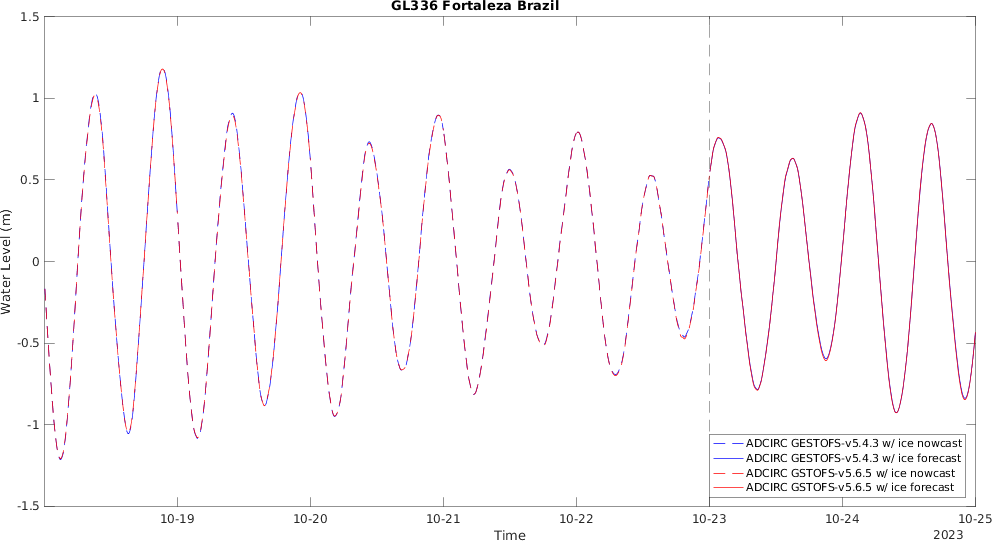 GL336 Fortaleza Brazil
1.5
1
0.5
0
-0.5
-1
-1.5
Water Level (m)
10-19
10-20
10-21
10-22
10-23
10-24
10-25
Time
2023
ADCIRC GESTOFS-v5.4.3 w/ ice nowcast
ADCIRC GESTOFS-v5.4.3 w/ ice forecast
ADCIRC GSTOFS-v5.6.5 w/ ice nowcast
ADCIRC GSTOFS-v5.6.5 w/ ice forecast